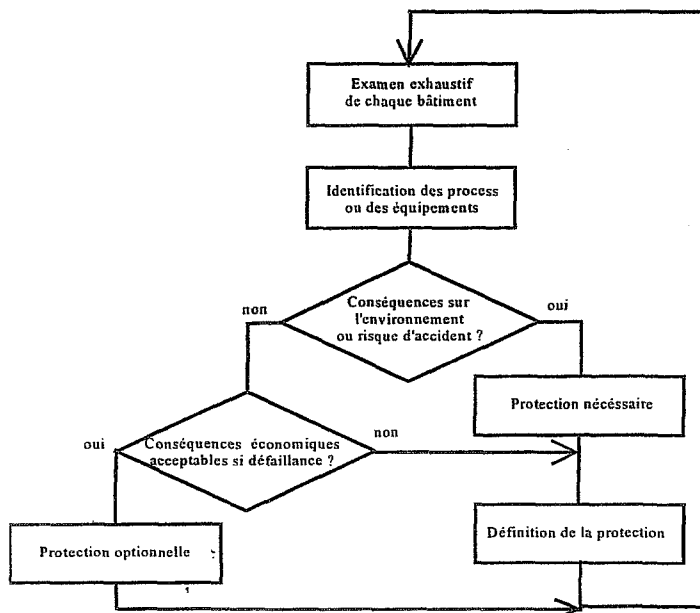 Examen exhaustif
de chaque bâtiment
Identification des process
ou des équipements
Conséquences sur
l'environnement
ou risque d'accident ?
non
oui
Protection nécéssaire
Conséquences économiques
acceptables si défaillance ?
oui
non
Définition de la protection
Protection optionnelle